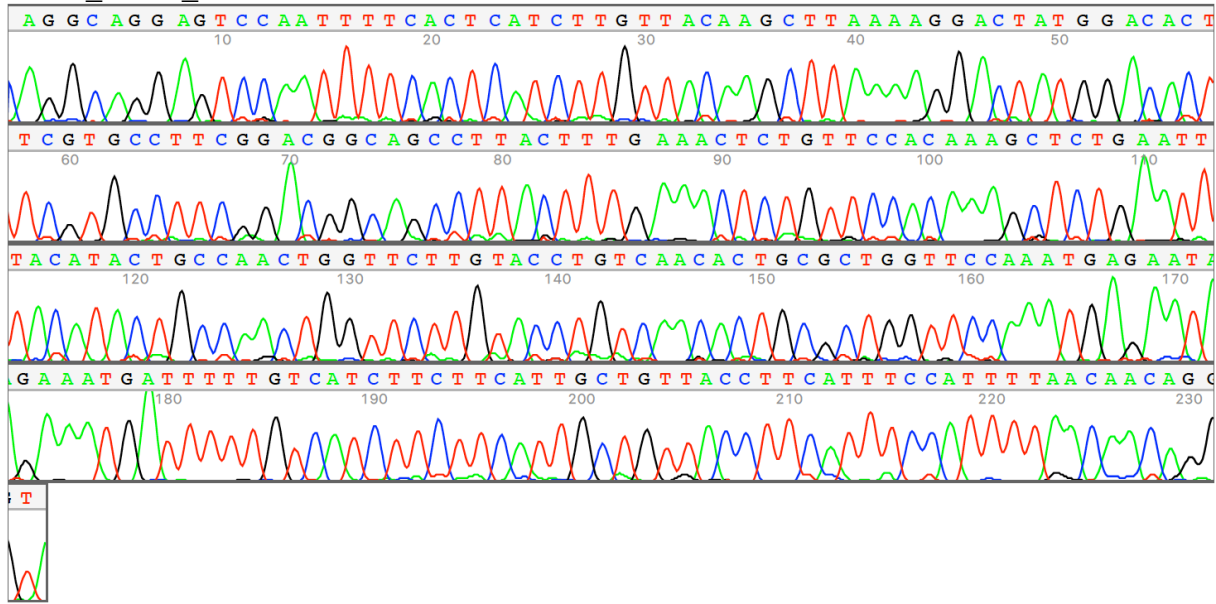 AGGCAGGAGTCCAATTTTCACTCATCTTGTTACAAGCTTAAAAGGACTATGGACACT
10 20 30 40 50
TCGTGCCTTCGGACGGCAGCCTTACTTTGAAACTCTGTTCCACAAAGCTCTGAATT
60 70 80 90 100 110
TACATACTGCCAACTGGTTCTTGTACCTGTCAACACTGCGCTGGTTCCAAATGAGAATA
120 130 140 150 160 170
GAAATGATTTTTGTCATCTTCTTCATTGCTGTTACCTTCATTTCCATTTTAACAACAGG
180 190 200 210 220 230
T